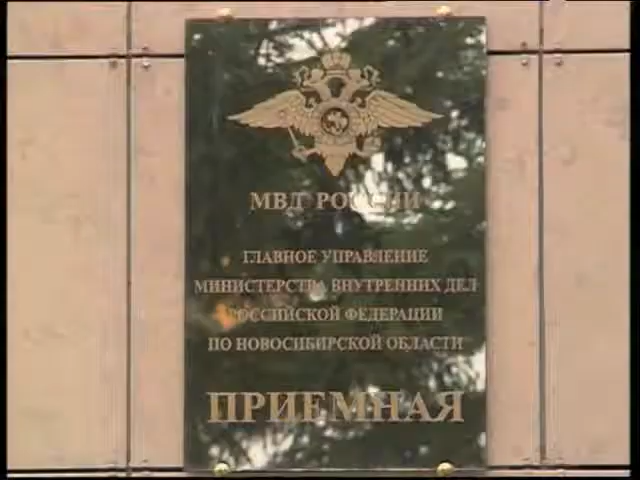 МВД РОССИИ
ГЛАВНОЕ УПРАВЛЕНИЕ
МИНИСТЕРСТВА ВНУТРЕННИХ ДЕЛ
РОССИЙСКОЙ ФЕДЕРАЦИИ
ПО НОВОСИБИРСКОЙ ОБЛАСТИ
ПРИЕМНАЯ